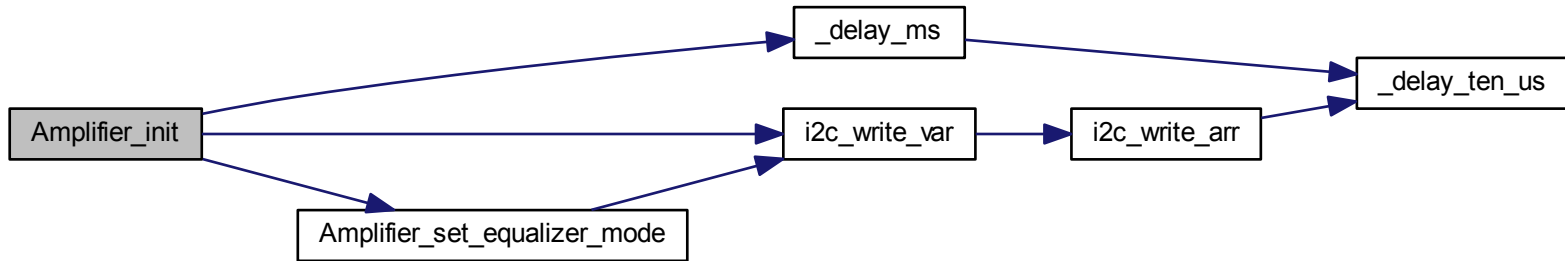 _delay_ms
_delay_ten_us
Amplifier_init
i2c_write_var
i2c_write_arr
Amplifier_set_equalizer_mode